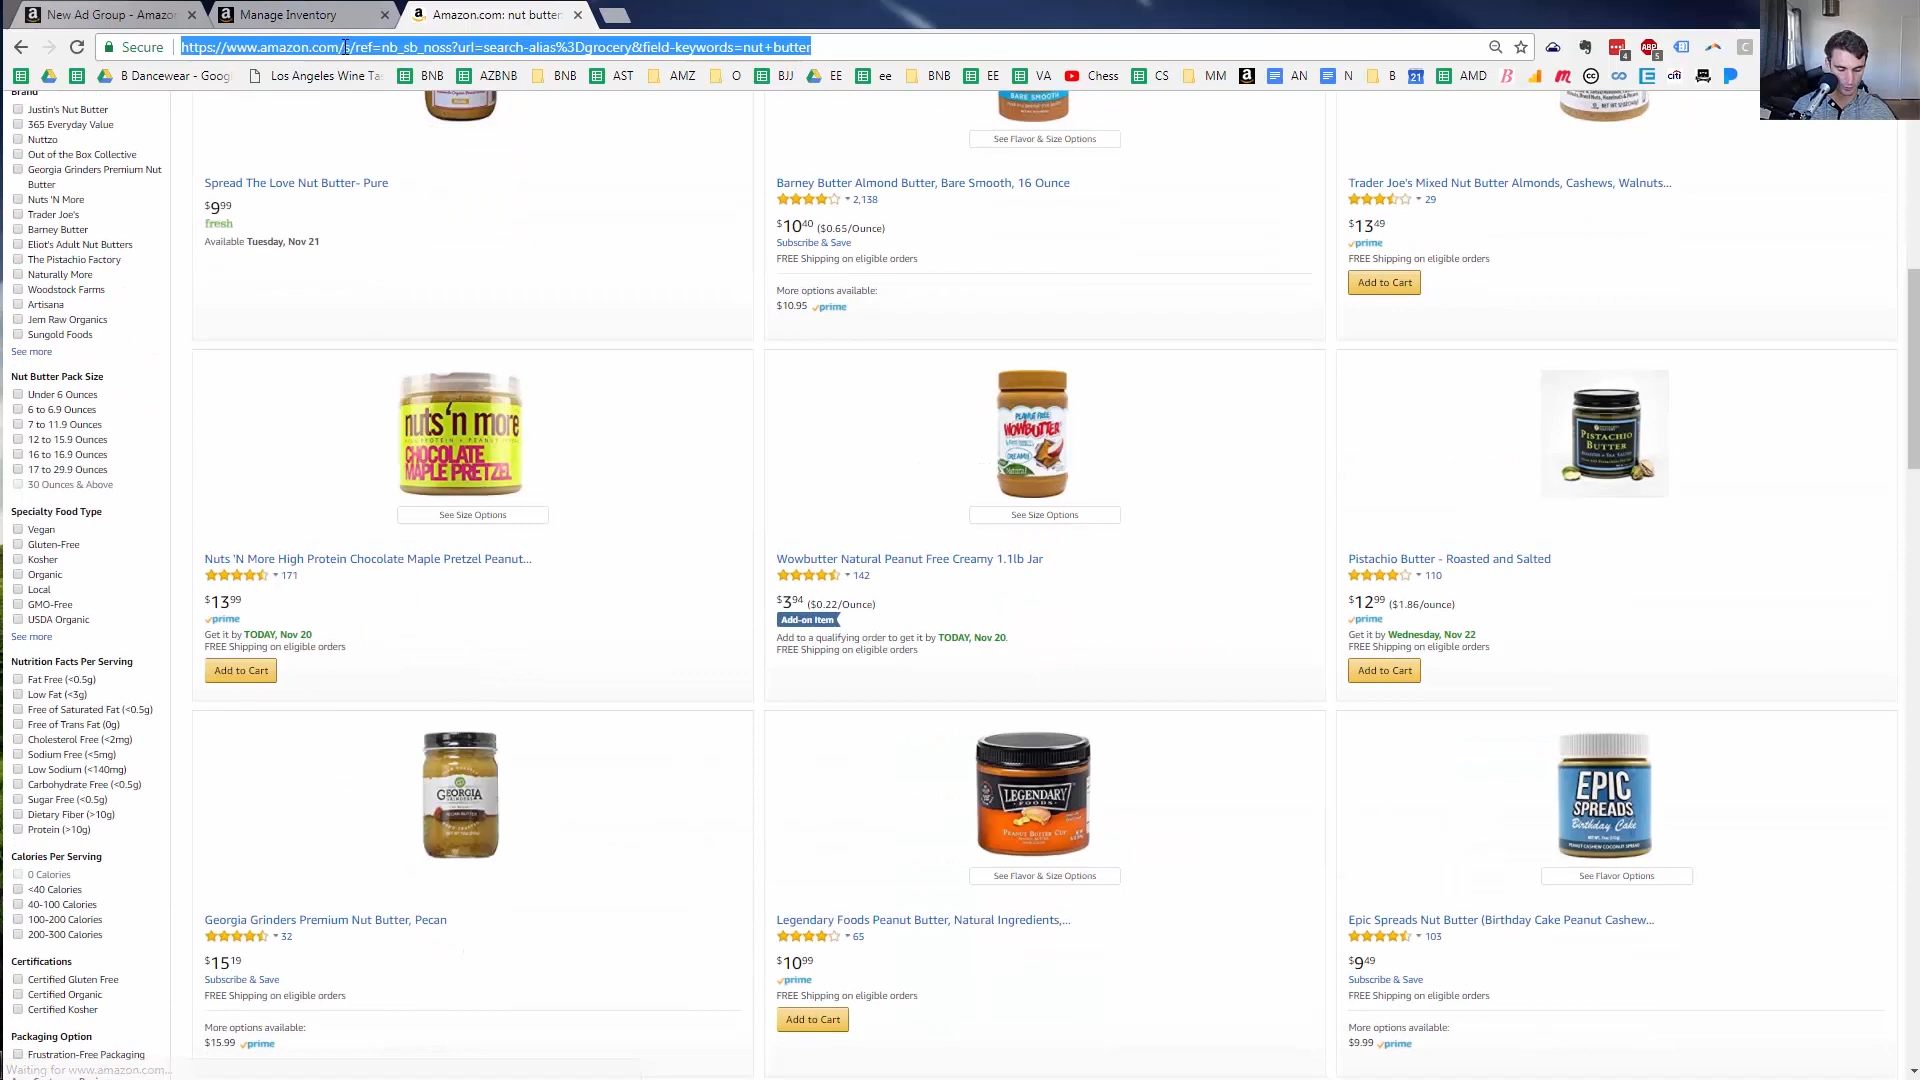 New Ad Group - Amazo
Manage Inventory
Amazon.com: nut butter
Secure
https://www.amazon.com/s/ref=nb_sb_noss?url=search-alias%3Dgrocery&field-keywords=nut+butter
B Dancewear - Goog
Los Angeles Wine Ta
BNB
AZBNB
BNB
AST
AMZ
O
BJJ
EE
ee
BNB
EE
VA
Chess
CS
MM
AN
N
B
AMD
Brand
Justin's Nut Butter
365 Everyday Value
Nuttzo
Out of the Box Collective
Georgia Grinders Premium Nut
Butter
Nuts 'N More
Trader Joe's
Barney Butter
Eliot's Adult Nut Butters
The Pistachio Factory
Naturally More
Woodstock Farms
Artisana
Jem Raw Organics
Sungold Foods
See more
Nut Butter Pack Size
Under 6 Ounces
6 to 6.9 Ounces
7 to 11.9 Ounces
12 to 15.9 Ounces
16 to 16.9 Ounces
17 to 29.9 Ounces
30 Ounces & Above
Specialty Food Type
Vegan
Gluten-Free
Kosher
Organic
Local
GMO-Free
USDA Organic
See more
Nutrition Facts Per Serving
Fat Free (<0.5g)
Low Fat (<3g)
Free of Saturated Fat (<0.5g)
Free of Trans Fat (0g)
Cholesterol Free (<2mg)
Sodium Free (<5mg)
Low Sodium (<140mg)
Carbohydrate Free (<0.5g)
Sugar Free (<0.5g)
Dietary Fiber (>10g)
Protein (>10g)
Calories Per Serving
0 Calories
<40 Calories
40-100 Calories
100-200 Calories
200-300 Calories
Certifications
Certified Gluten Free
Certified Organic
Certified Kosher
Packaging Option
Frustration-Free Packaging
Waiting for www.amazon.com...
Spread The Love Nut Butter- Pure
$9.99
fresh
Available Tuesday, Nov 21
BARE SMOOTH
See Flavor & Size Options
Barney Butter Almond Butter, Bare Smooth, 16 Ounce
2,138
$10.40 ($0.65/Ounce)
Subscribe & Save
FREE Shipping on eligible orders
More options available:
$10.95 prime
Trader Joe's Mixed Nut Butter Almonds, Cashews, Walnuts...
29
$13.49
prime
FREE Shipping on eligible orders
Add to Cart
nuts 'n more
CHOCOLATE
MAPLE PRETZEL
See Size Options
Nuts 'N More High Protein Chocolate Maple Pretzel Peanut...
171
$13.99
prime
Get it by TODAY, Nov 20
FREE Shipping on eligible orders
Add to Cart
PEANUT FREE
WOWBUTTER
CREAMY
See Size Options
Wowbutter Natural Peanut Free Creamy 1.1lb Jar
142
$3.94 ($0.22/Ounce)
Add-on Item
Add to a qualifying order to get it by TODAY, Nov 20.
FREE Shipping on eligible orders
PISTACHIO
BUTTER
Pistachio Butter - Roasted and Salted
110
$12.99 ($1.86/ounce)
prime
Get it by Wednesday, Nov 22
FREE Shipping on eligible orders
Add to Cart
GEORGIA
GRINDERS
Georgia Grinders Premium Nut Butter, Pecan
32
$15.19
Subscribe & Save
FREE Shipping on eligible orders
More options available:
$15.99 prime
LEGENDARY
FOODS
PEANUT BUTTER CUP
See Flavor & Size Options
Legendary Foods Peanut Butter, Natural Ingredients,...
65
$10.99
prime
FREE Shipping on eligible orders
Add to Cart
EPIC
SPREADS
Birthday Cake
See Flavor Options
Epic Spreads Nut Butter (Birthday Cake Peanut Cashew...
103
$9.49
Subscribe & Save
FREE Shipping on eligible orders
More options available:
$9.99 prime